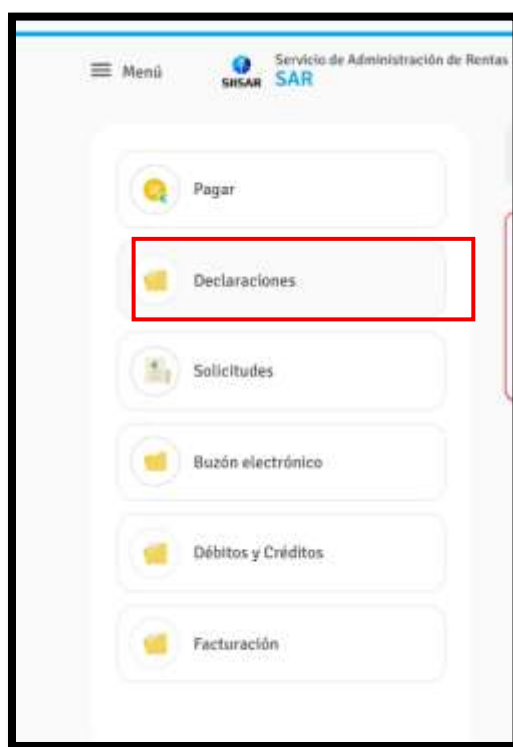 Menú
SIISAR
Servicio de Administración de Rentas
SAR
Pagar
Declaraciones
Solicitudes
Buzón electrónico
Débitos y Créditos
Facturación